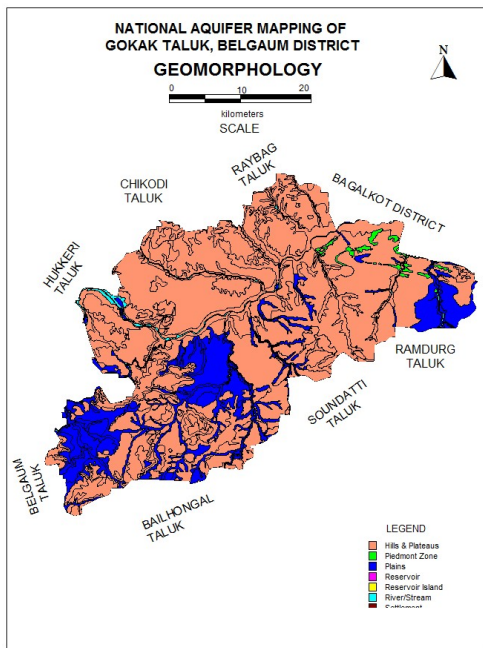 NATIONAL AQUIFER MAPPING OF
GOKAK TALUK, BELGAUM DISTRICT
GEOMORPHOLOGY
N
0 10 20
kilometers
SCALE
RAYBAG
TALUK
CHIKODI
TALUK
BAGALKOT DISTRICT
HUKKERI
TALUK
RAMDURG
TALUK
SOUNDATTI
TALUK
BELGAUM
TALUK
BAILHONGAL
TALUK
LEGEND
Hills & Plateaus
Piedmont Zone
Plains
Reservoir
Reservoir Island
River/Stream
Settlement